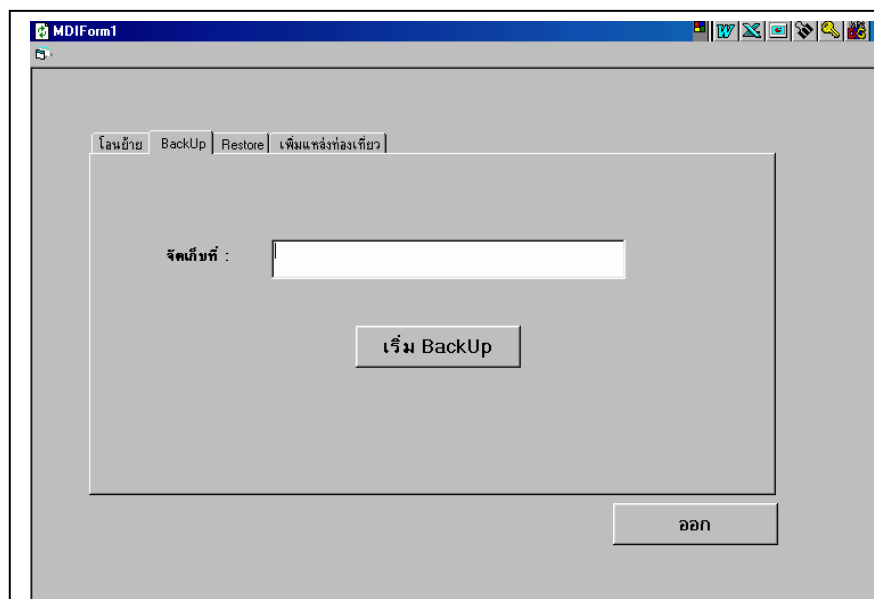 MDIForm1
โอนย้าย BackUp Restore เพิ่มแหล่งท่องเที่ยว
จัดเก็บที่ :
เริ่ม BackUp
ออก